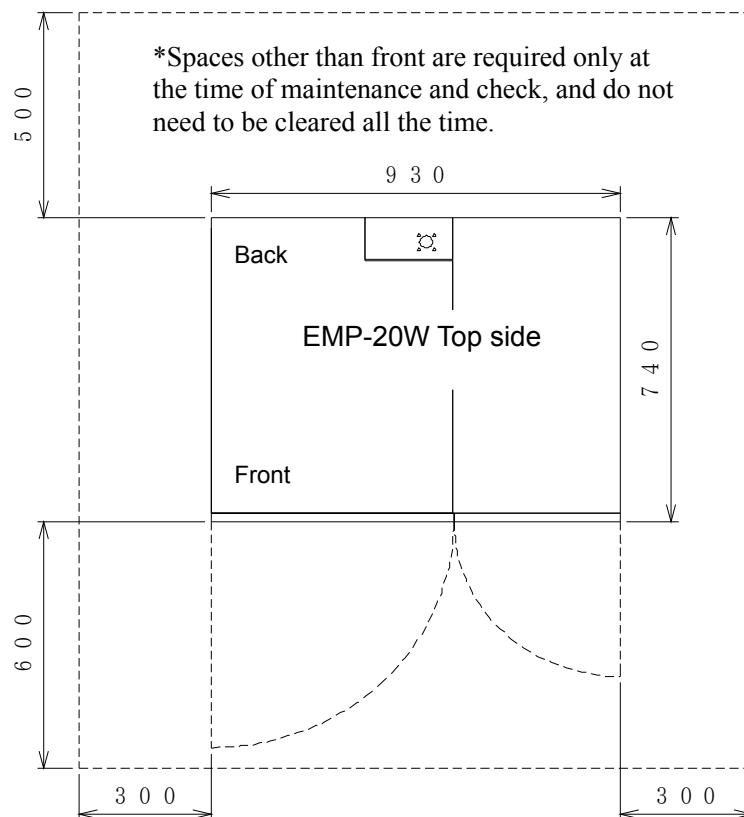 *Spaces other than front are required only at
the time of maintenance and check, and do not
need to be cleared all the time.
500
930
Back
EMP-20W Top side
740
Front
600
300
300